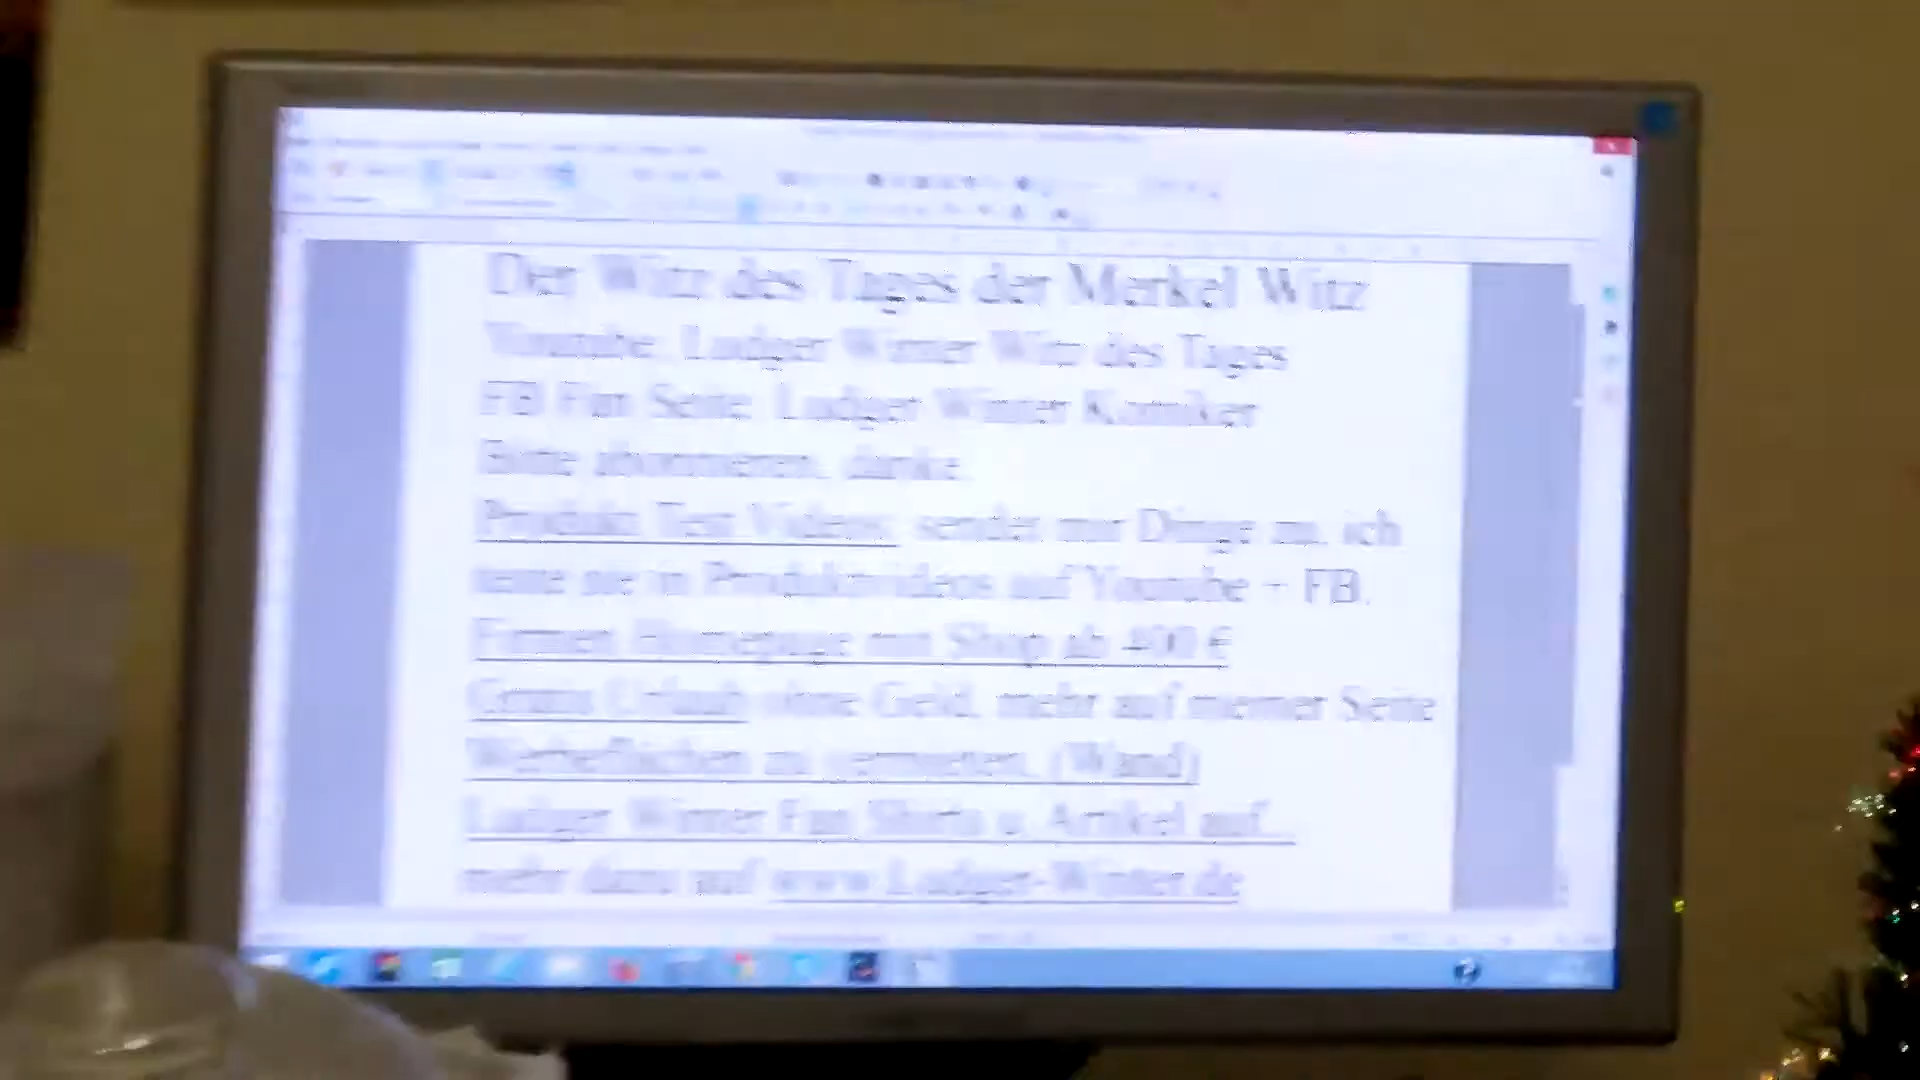 Der Witz des Tages der Merkel Witz
Youtube: Ludger Winter Witz des Tages
FB Fan Seite: Ludger Winter Komiker
Bitte abonnieren, danke.
Produkt Test Videos: sendet mir Dinge zu, ich
teste sie in Produktvideos auf Youtube + FB.
Firmen Homepage mit Shop ab 400 €
Gratis Urlaub ohne Geld, mehr auf meiner Seite
Werbeflächen zu vermieten, (Wand)
Ludger Winter Fan Shirts u. Artikel auf...
mehr dazu auf www.Ludger-Winter.de